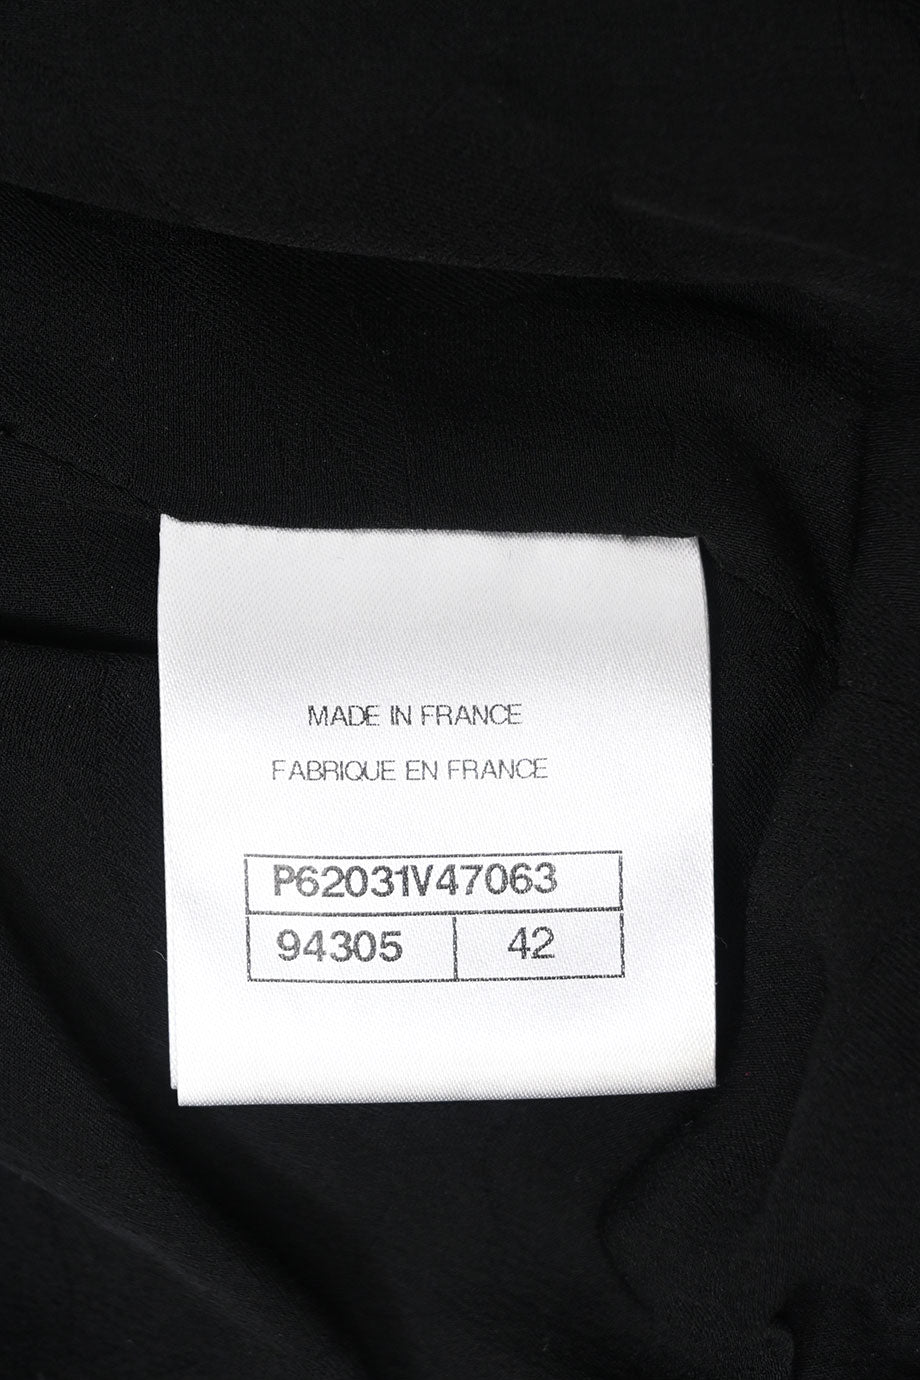 MADE IN FRANCE
FABRIQUE EN FRANCE
P62031V47063
94305 42